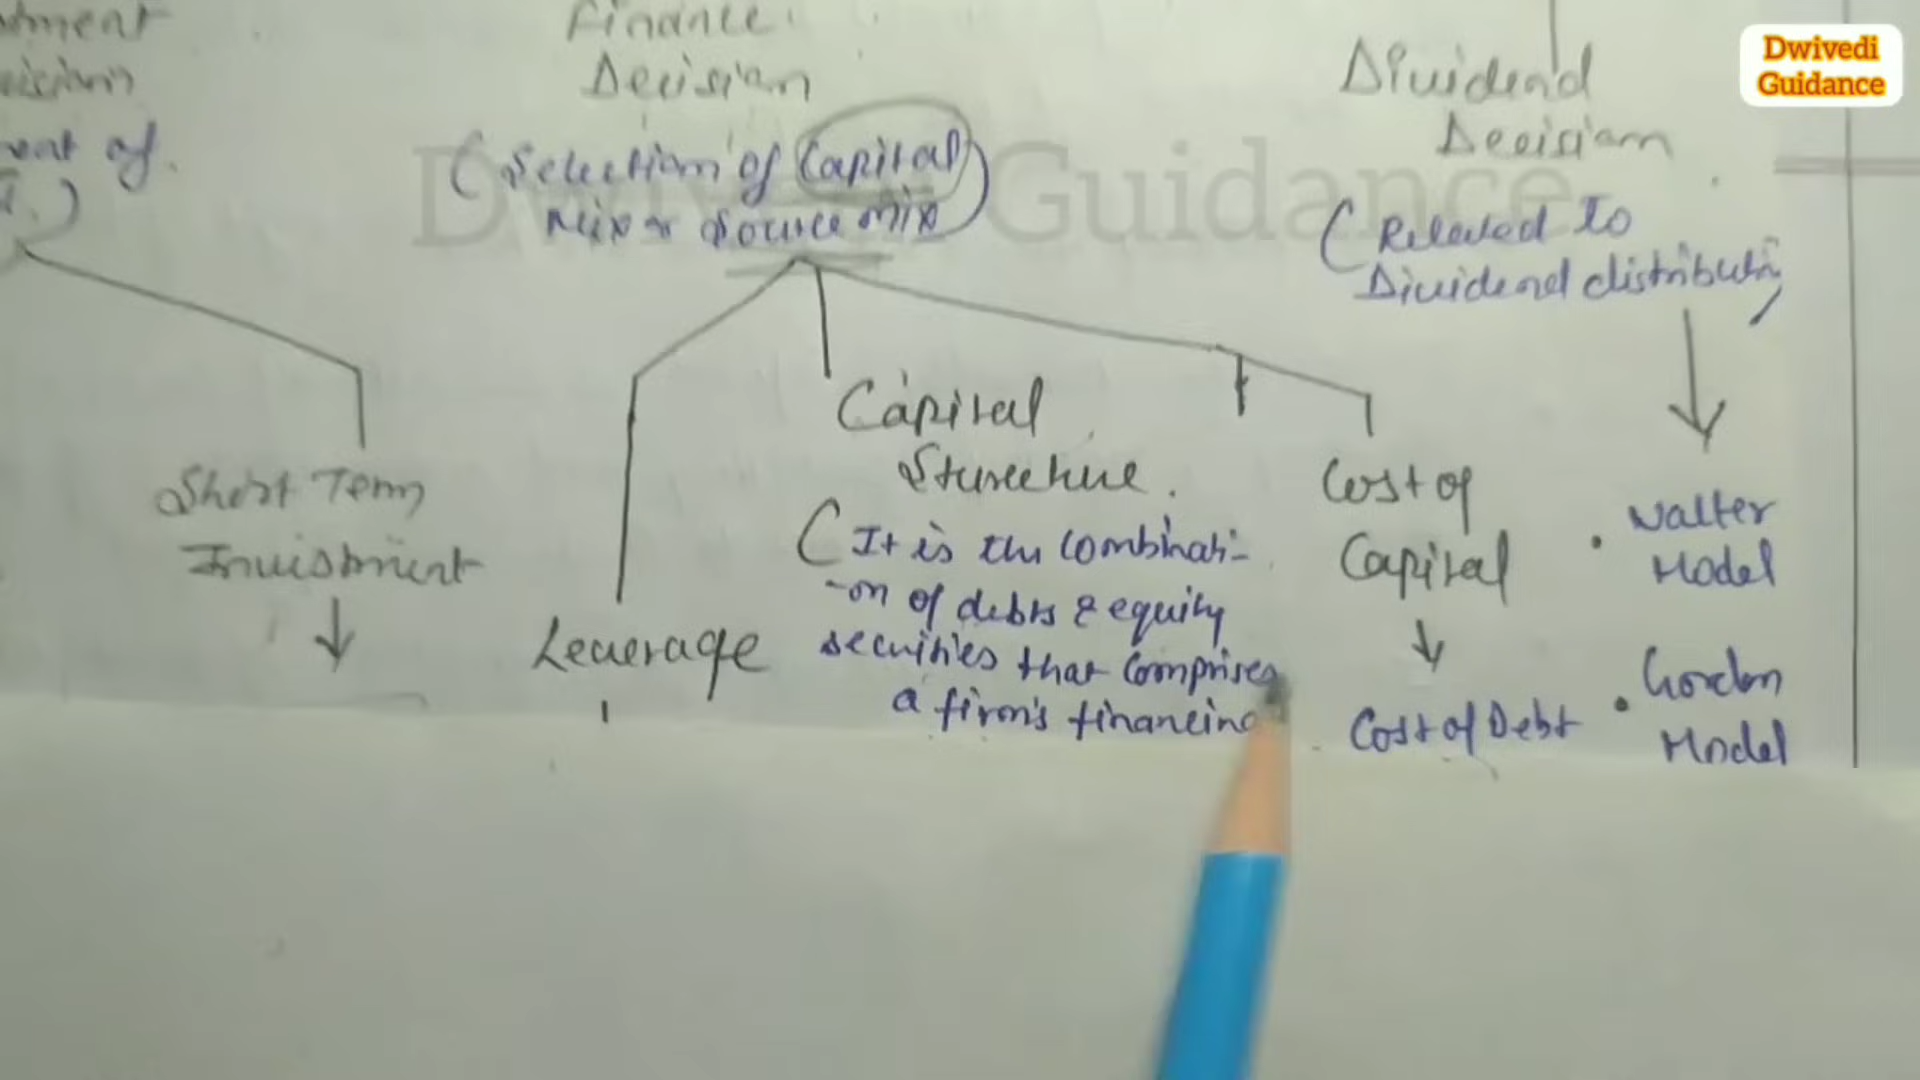 Finance
Decision
(Selection of Capital
Mix or Source Mix)
Dividend
Decision
(Related to
Dividend distributi
Short Term
Leverage
Capital
Structure.
(It is the Combinati-
-on of debts & equity
securities that Comprises
a firm's financing
Cost of
Capital
Cost of Debt
• Walter
Model
• Gordon
Model
Dwivedi
Guidance
Dwivedi Guidance